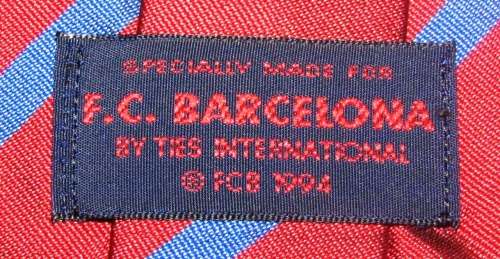 SPECIALLY MADE FOR
F.C. BARCELONA
BY TIES INTERNATIONAL
© FCB 1994